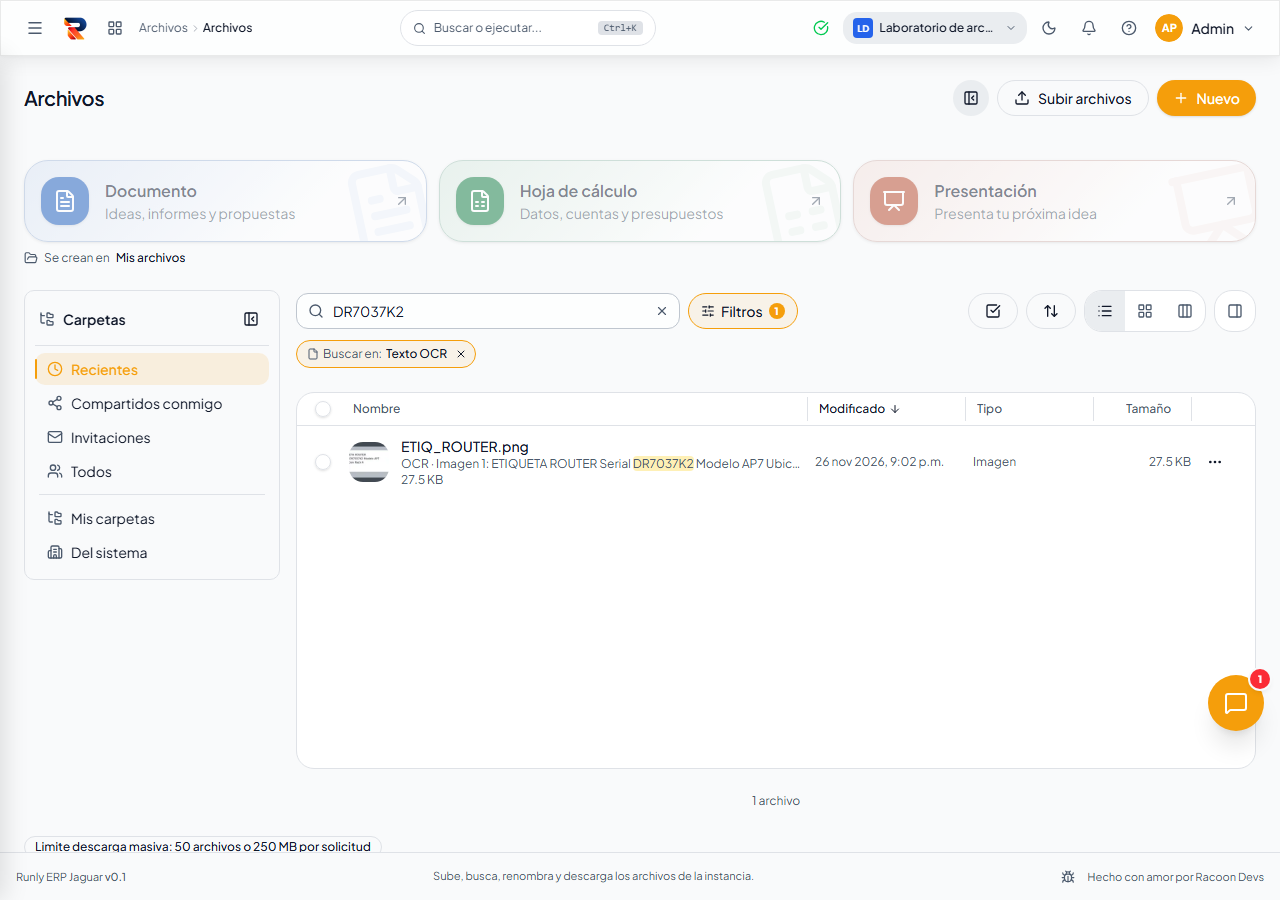 Archivos > Archivos
Buscar o ejecutar...
Ctrl+K
LD
Laboratorio de arc...
AP
Admin
Archivos
Subir archivos
+ Nuevo
Documento
Ideas, informes y propuestas
Hoja de cálculo
Datos, cuentas y presupuestos
Presentación
Presenta tu próxima idea
Se crean en Mis archivos
Carpetas
Recientes
Compartidos conmigo
Invitaciones
Todos
Mis carpetas
Del sistema
DR7037K2
Filtros 1
Buscar en: Texto OCR
Nombre
Modificado
Tipo
Tamaño
ETIQ_ROUTER.png
OCR · Imagen 1: ETIQUETA ROUTER Serial DR7037K2 Modelo AP7 Ubic...
27.5 KB
26 nov 2026, 9:02 p.m.
Imagen
27.5 KB
1
1 archivo
Limite descarga masiva: 50 archivos o 250 MB por solicitud
Runly ERP Jaguar v0.1
Sube, busca, renombra y descarga los archivos de la instancia.
Hecho con amor por Racoon Devs